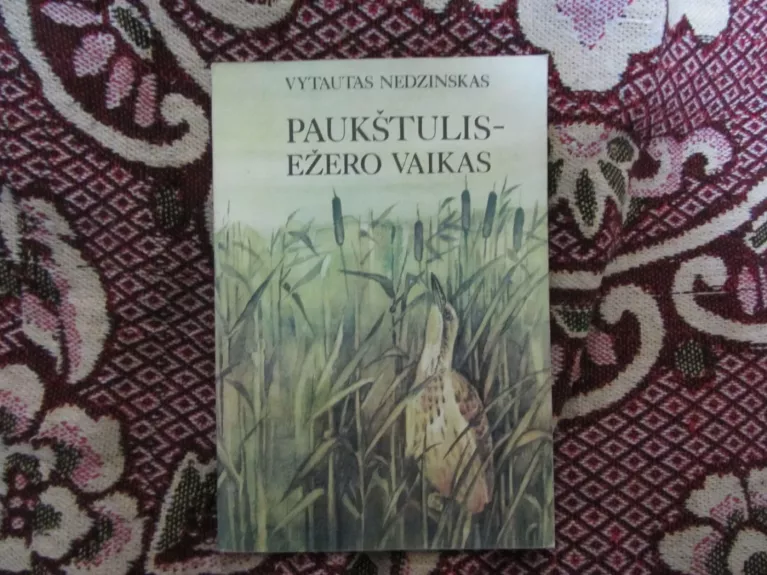 VYTAUTAS NEDZINSKAS
PAUKŠTULIS-
EŽERO VAIKAS